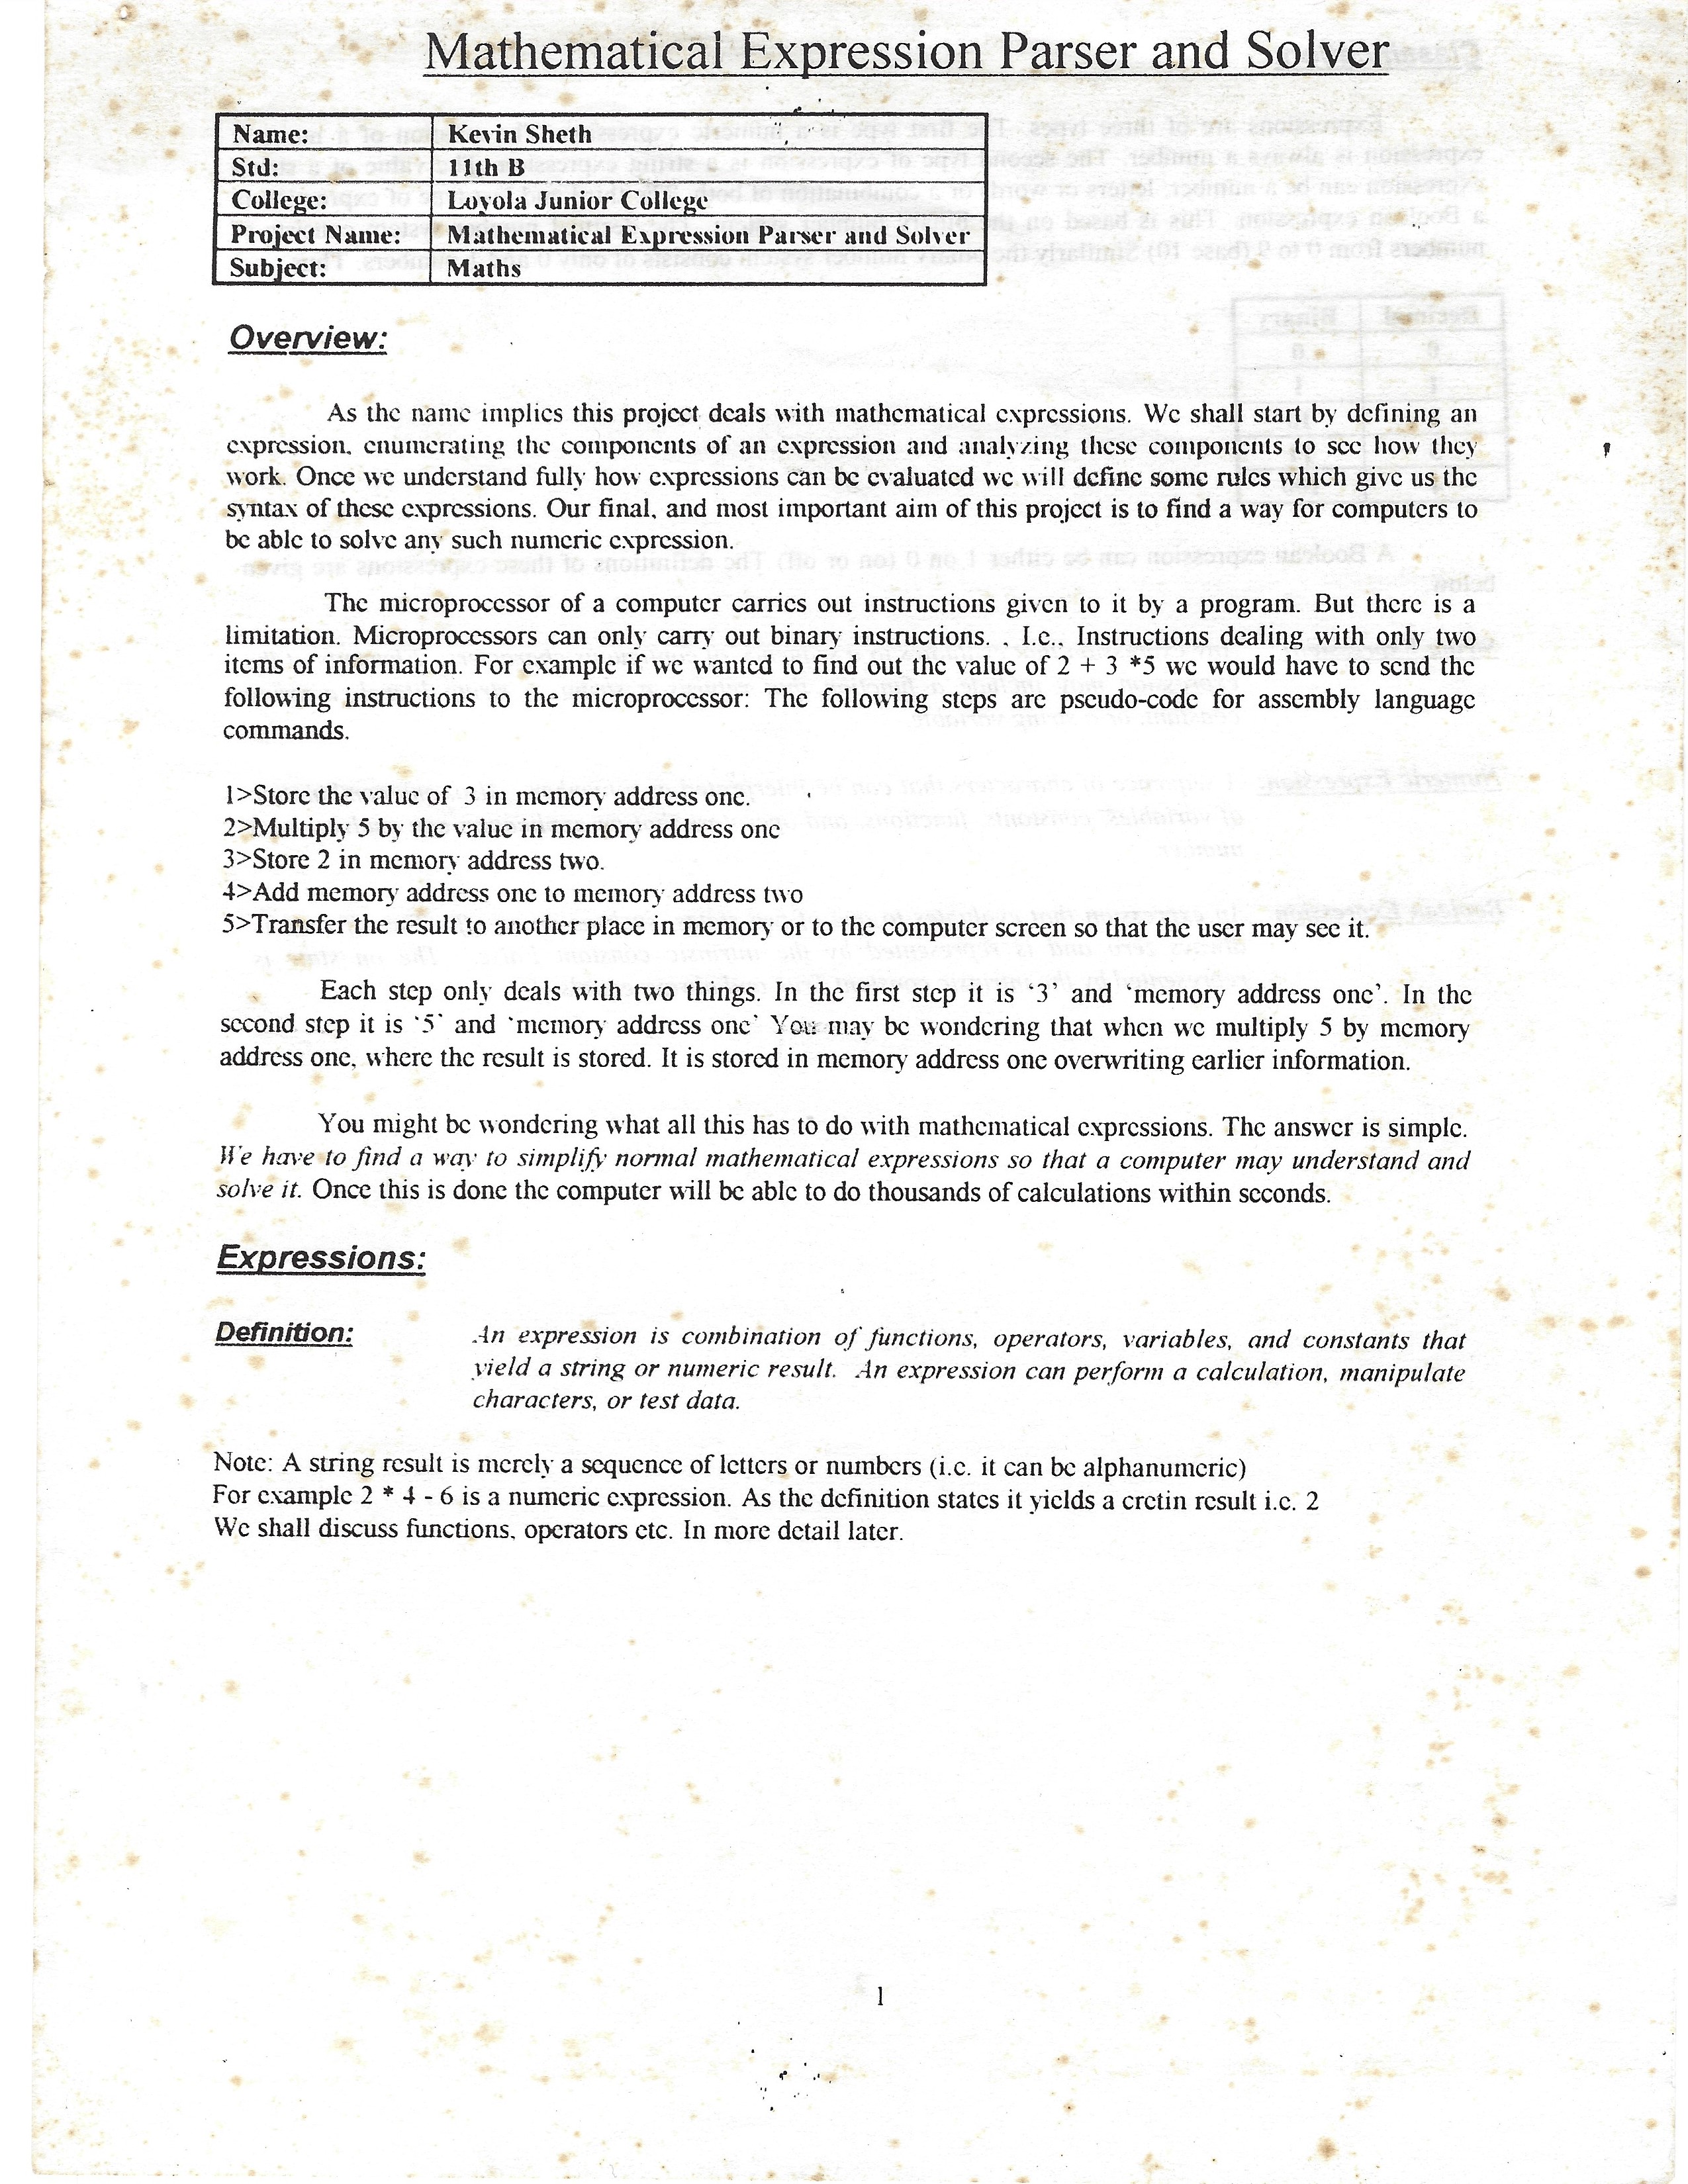 Mathematical Expression Parser and Solver
Name: Kevin Sheth
Std: 11th B
College: Loyola Junior College
Project Name: Mathematical Expression Parser and Solver
Subject: Maths
Overview:
As the name implies this project deals with mathematical expressions. We shall start by defining an
expression, enumerating the components of an expression and analyzing these components to see how they
work. Once we understand fully how expressions can be evaluated we will define some rules which give us the
syntax of these expressions. Our final, and most important aim of this project is to find a way for computers to
be able to solve any such numeric expression.
The microprocessor of a computer carries out instructions given to it by a program. But there is a
limitation. Microprocessors can only carry out binary instructions. . I.e., Instructions dealing with only two
items of information. For example if we wanted to find out the value of 2 + 3 *5 we would have to send the
following instructions to the microprocessor: The following steps are pseudo-code for assembly language
commands.
1>Store the value of 3 in memory address one.
2>Multiply 5 by the value in memory address one
3>Store 2 in memory address two.
4>Add memory address one to memory address two
5>Transfer the result to another place in memory or to the computer screen so that the user may see it.
Each step only deals with two things. In the first step it is ‘3’ and ‘memory address one’. In the
second step it is ‘5’ and ‘memory address one’ You may be wondering that when we multiply 5 by memory
address one, where the result is stored. It is stored in memory address one overwriting earlier information.
You might be wondering what all this has to do with mathematical expressions. The answer is simple.
We have to find a way to simplify normal mathematical expressions so that a computer may understand and
solve it. Once this is done the computer will be able to do thousands of calculations within seconds.
Expressions:
Definition: An expression is combination of functions, operators, variables, and constants that
yield a string or numeric result. An expression can perform a calculation, manipulate
characters, or test data.
Note: A string result is merely a sequence of letters or numbers (i.e. it can be alphanumeric)
For example 2 * 4 - 6 is a numeric expression. As the definition states it yields a cretin result i.e. 2
We shall discuss functions, operators etc. In more detail later.
1